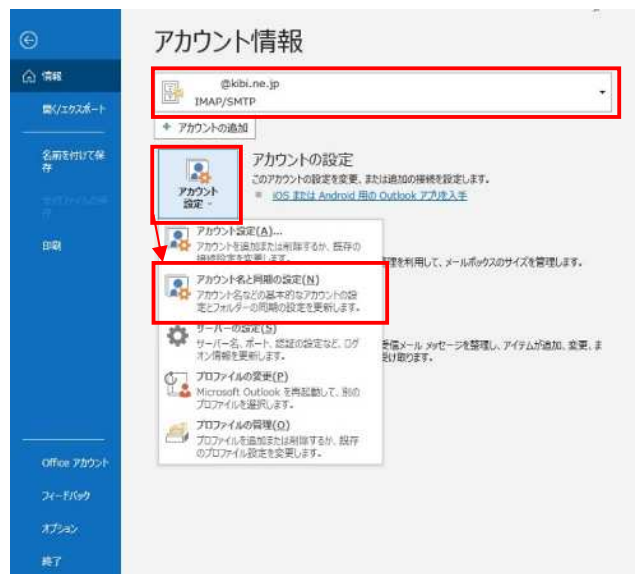 アカウント情報
情報
開く/エクスポート
名前を付けて保
存
印刷
Office アカウント
フィードバック
オプション
終了
@kibi.ne.jp
IMAP/SMTP
+ アカウントの追加
アカウント
設定
アカウントの設定
このアカウントの設定を変更、または追加の接続を設定します。
iOS または Android 用の Outlook アプリを入手
アカウント設定(A)...
アカウントを追加または削除するか、既存の
接続設定を変更します。
アカウント名と同期の設定(N)
アカウント名などの基本的なアカウントの設
定とフォルダーの同期の設定を更新します。
サーバーの設定(S)
サーバー名、ポート、認証の設定など、ログ
オン情報を更新します。
プロファイルの変更(P)
Microsoft Outlook を再起動して、別の
プロファイルを選択します。
プロファイルの管理(O)
プロファイルを追加または削除するか、既存
のプロファイル設定を変更します。
理を利用して、メールボックスのサイズを管理します。
受信メール メッセージを整理し、アイテムが追加、変更、ま
受け取ります。